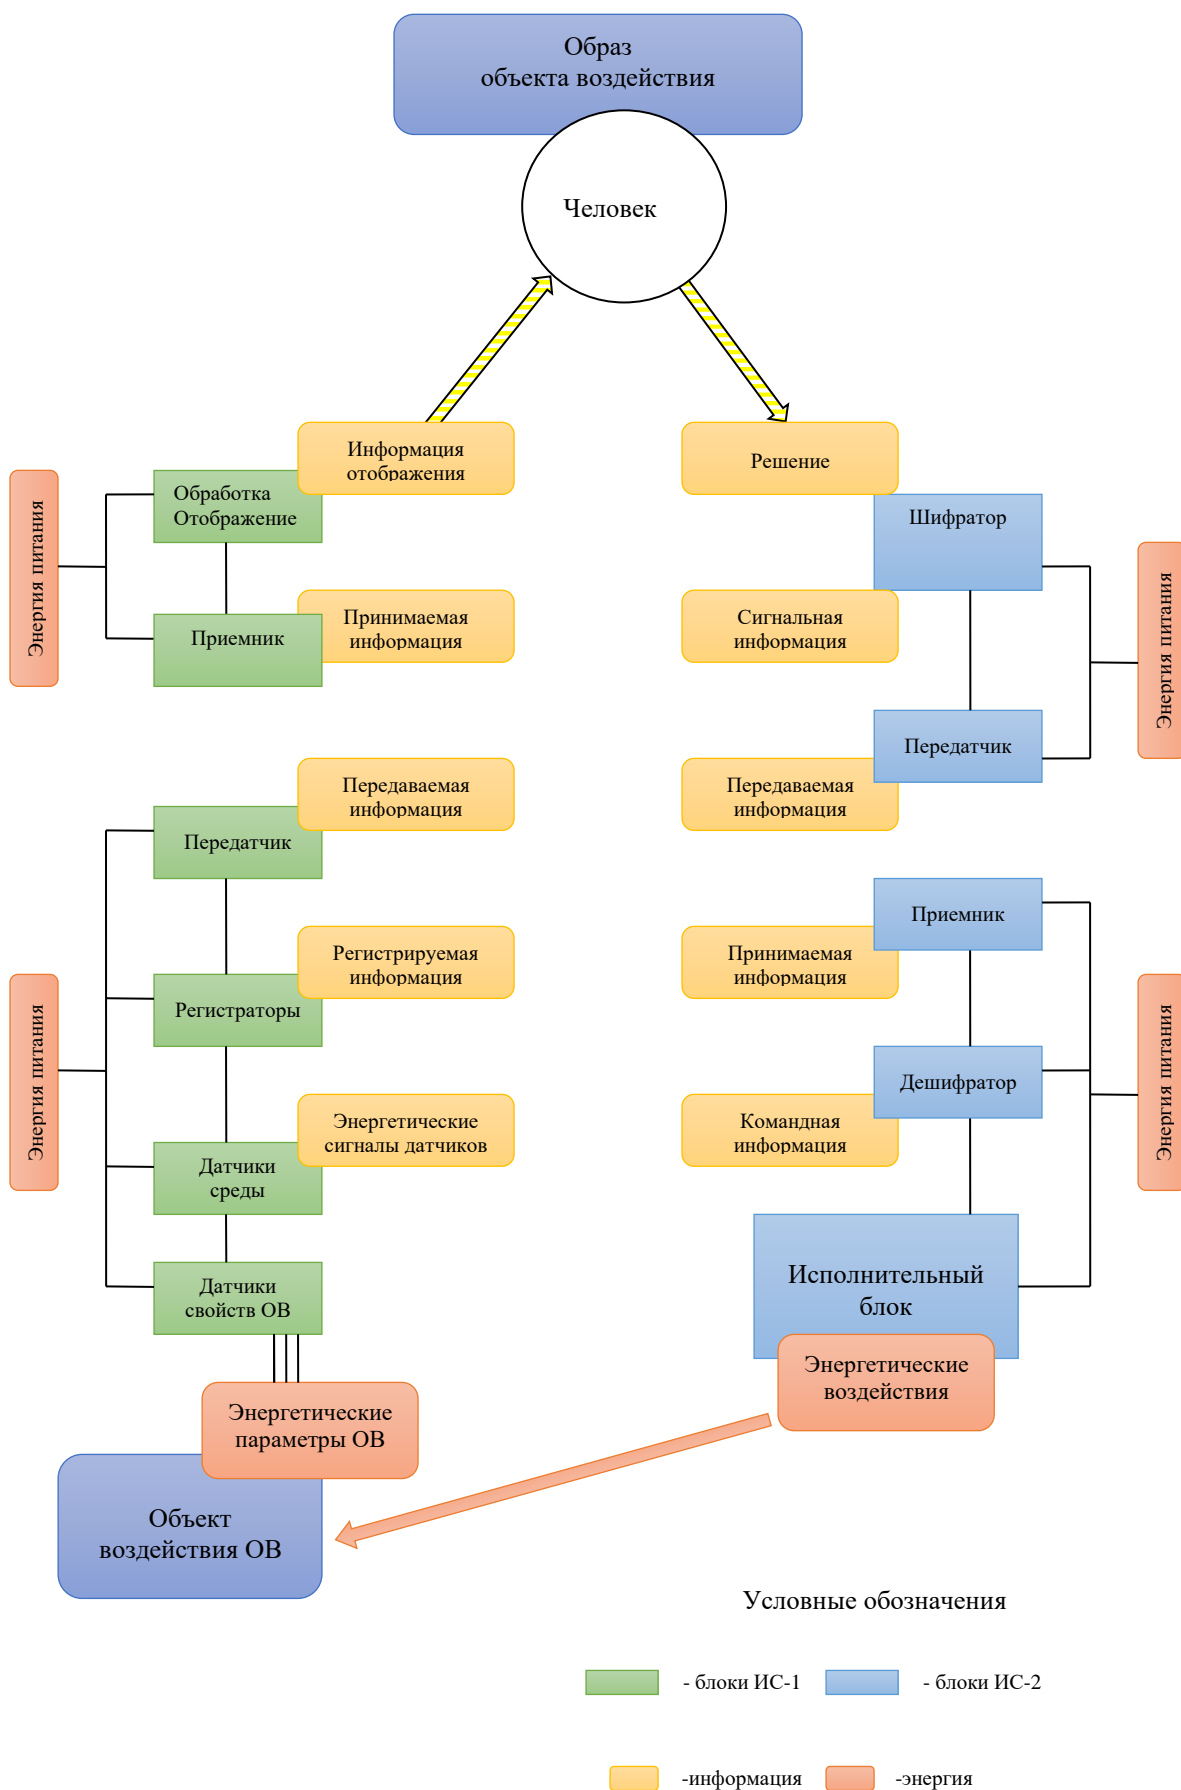 Образ
объекта воздействия
Человек
Информация
отображения
Решение
Энергия питания
Обработка
Отображение
Шифратор
Энергия питания
Приемник
Принимаемая
информация
Сигнальная
информация
Передатчик
Передаваемая
информация
Передаваемая
информация
Передатчик
Приемник
Регистрируемая
информация
Принимаемая
информация
Регистраторы
Энергия питания
Энергия питания
Дешифратор
Энергетические
сигналы датчиков
Командная
информация
Датчики
среды
Датчики
свойств ОВ
Исполнительный
блок
Энергетические
воздействия
Энергетические
параметры ОВ
Объект
воздействия ОВ
Условные обозначения
- блоки ИС-1
- блоки ИС-2
-информация
-энергия